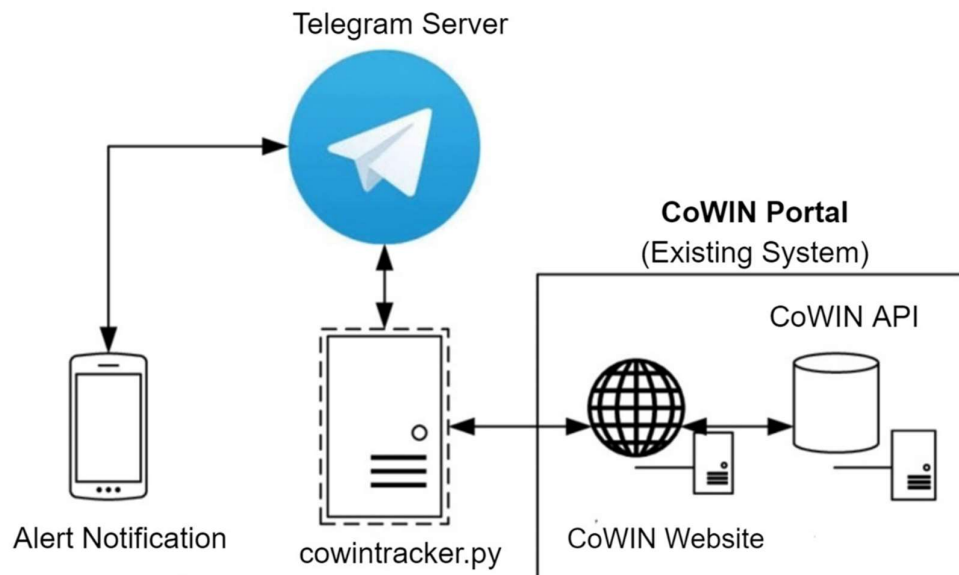 Telegram Server
CoWIN Portal
(Existing System)
CoWIN API
Alert Notification
cowintracker.py
CoWIN Website